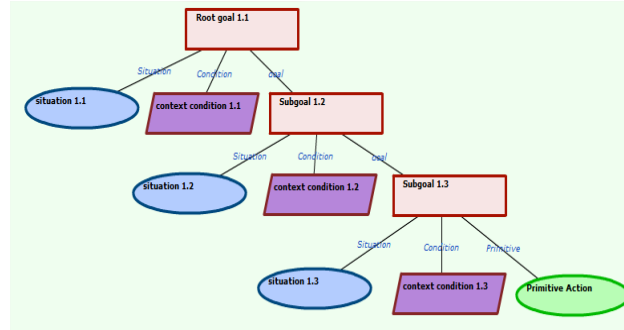 Root goal 1.1
Situation
Condition
Goal
situation 1.1
context condition 1.1
Subgoal 1.2
Situation
Condition
Goal
situation 1.2
context condition 1.2
Subgoal 1.3
Situation
Condition
Primitive
situation 1.3
context condition 1.3
Primitive Action